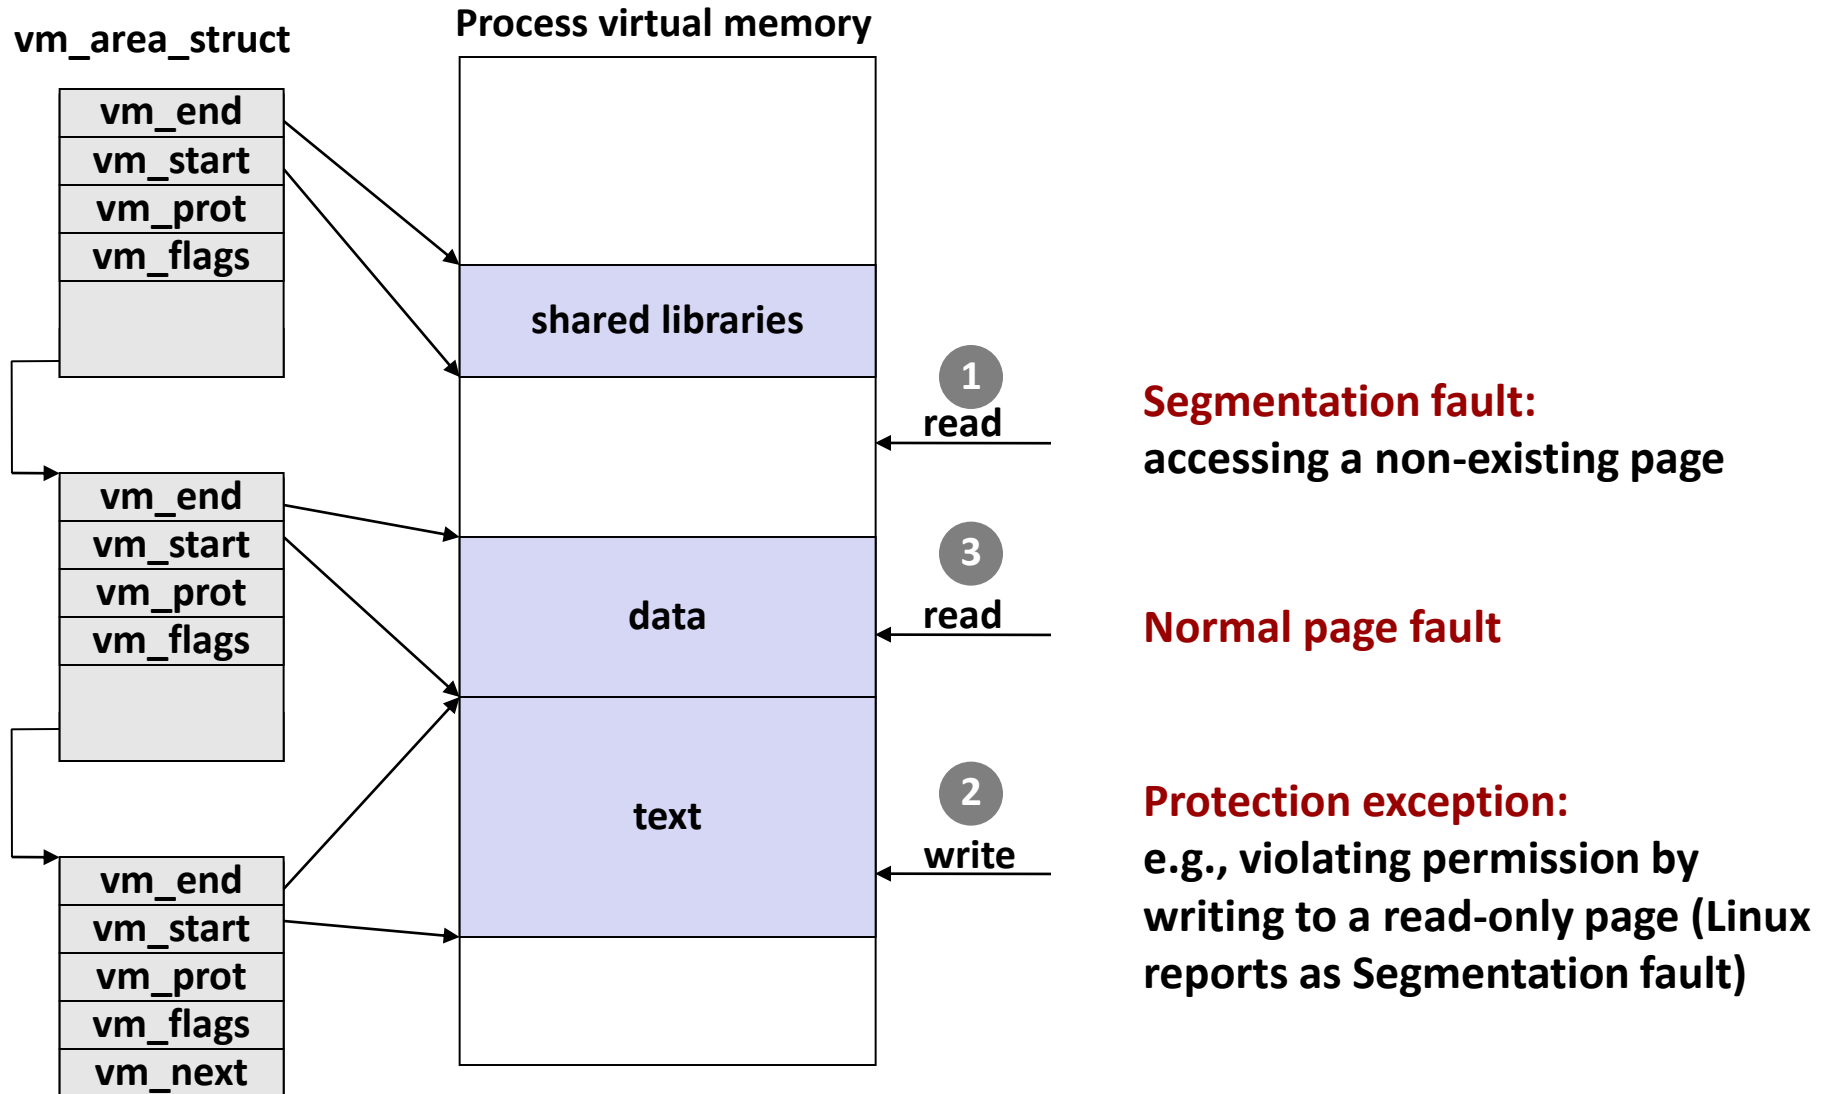 Process virtual memory
vm_area_struct
vm_end
vm_start
vm_prot
vm_flags
shared libraries
1
read
Segmentation fault:
accessing a non-existing page
vm_end
vm_start
vm_prot
vm_flags
data
3
read
Normal page fault
text
2
write
Protection exception:
e.g., violating permission by
writing to a read-only page (Linux
reports as Segmentation fault)
vm_end
vm_start
vm_prot
vm_flags
vm_next